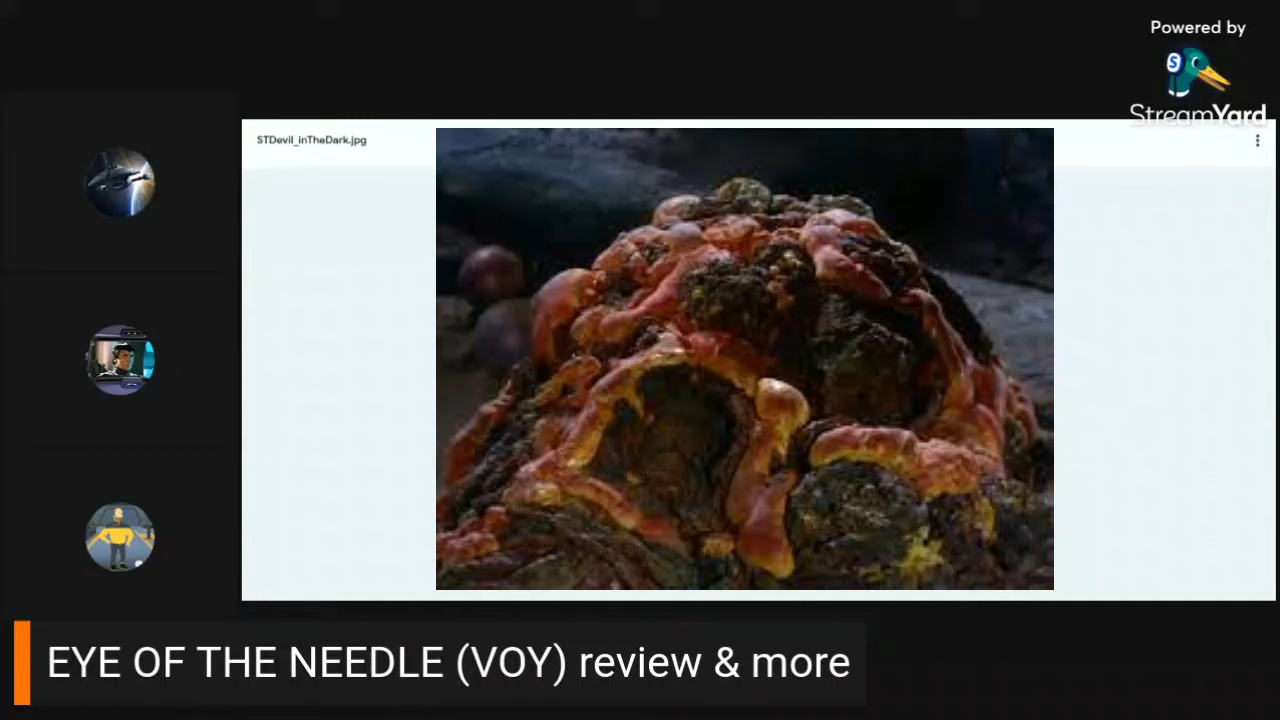 Powered by
StreamYard
STDevil_inTheDark.jpg
EYE OF THE NEEDLE (VOY) review & more